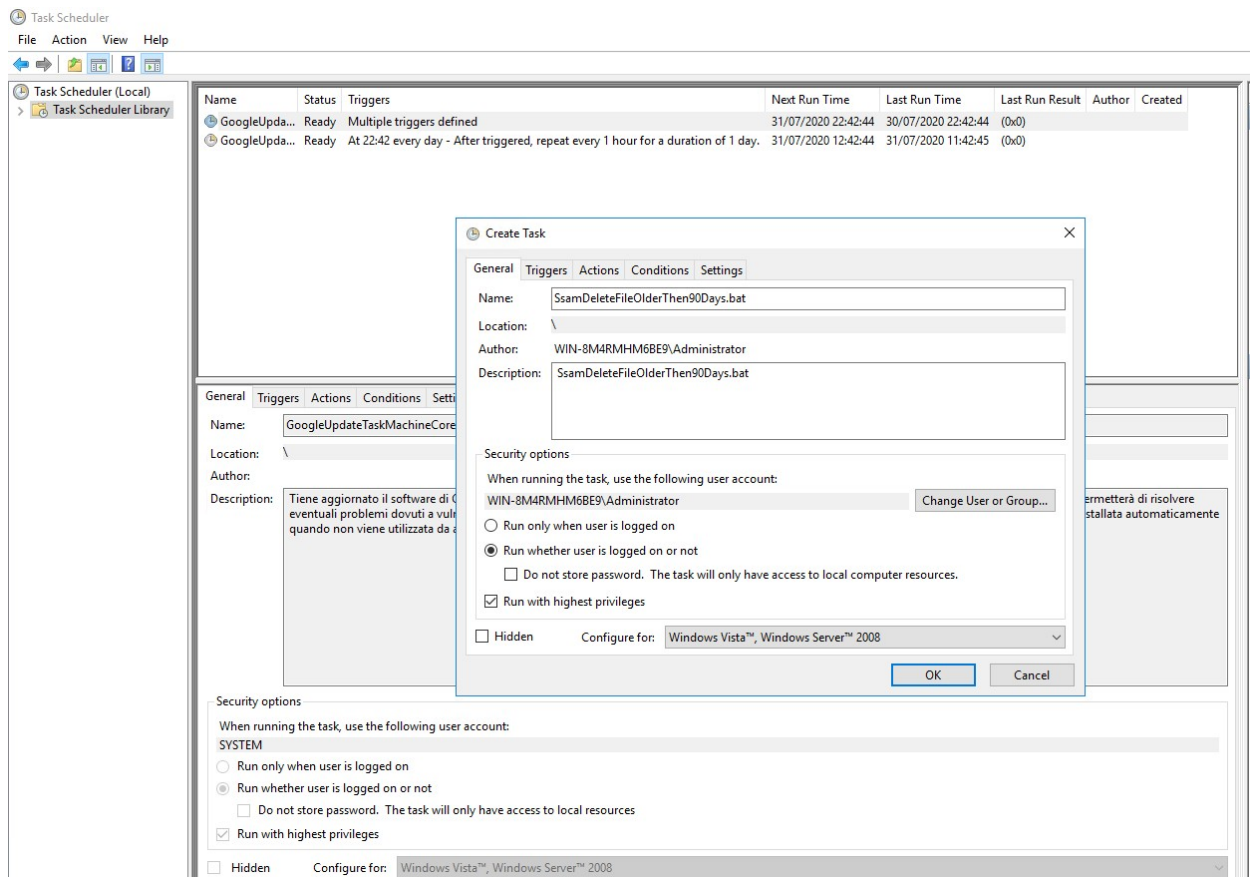 Task Scheduler
File Action View Help
Task Scheduler (Local)
Task Scheduler Library
Name Status Triggers Next Run Time Last Run Time Last Run Result Author Created
GoogleUpda... Ready Multiple triggers defined 31/07/2020 22:42:44 30/07/2020 22:42:44 (0x0)
GoogleUpda... Ready At 22:42 every day - After triggered, repeat every 1 hour for a duration of 1 day. 31/07/2020 12:42:44 31/07/2020 11:42:45 (0x0)
Create Task
General Triggers Actions Conditions Settings
Name: SsamDeleteFileOlderThen90Days.bat
Location: \
Author: WIN-8M4RMHM6BE9\Administrator
Description: SsamDeleteFileOlderThen90Days.bat
Security options
When running the task, use the following user account:
WIN-8M4RMHM6BE9\Administrator Change User or Group...
Run only when user is logged on
Run whether user is logged on or not
Do not store password. The task will only have access to local computer resources.
Run with highest privileges
Hidden Configure for: Windows Vista™, Windows Server™ 2008
OK Cancel
General Triggers Actions Conditions Setti
Name: GoogleUpdateTaskMachineCore
Location: \
Author:
Description: Tiene aggiornato il software di ermetterà di risolvere
eventuali problemi dovuti a vuln stallata automaticamente
quando non viene utilizzata da a
Security options
When running the task, use the following user account:
SYSTEM
Run only when user is logged on
Run whether user is logged on or not
Do not store password. The task will only have access to local resources
Run with highest privileges
Hidden Configure for: Windows Vista™, Windows Server™ 2008